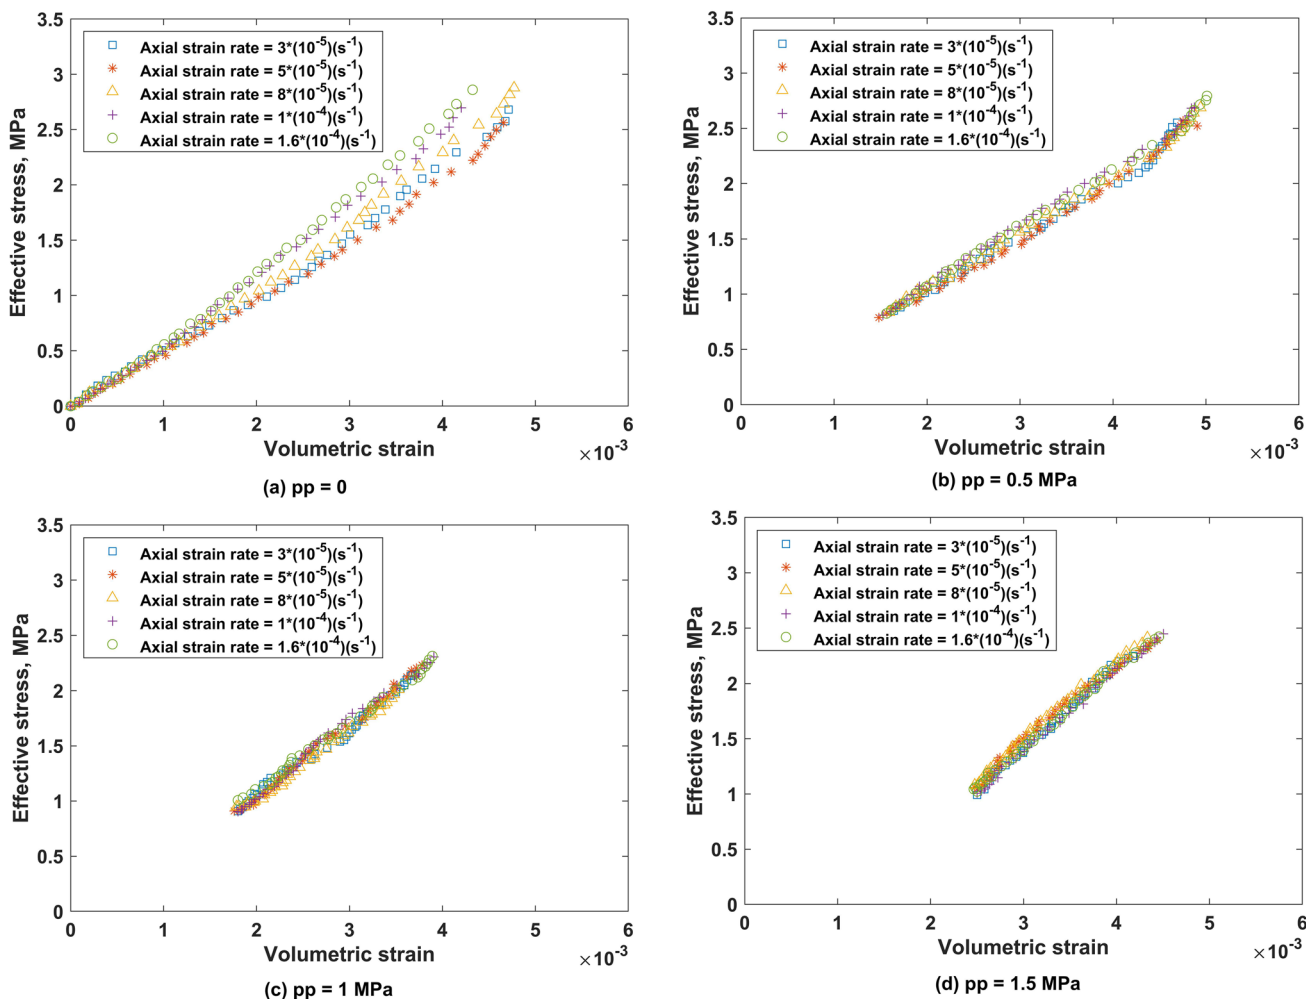 3.5
3
2.5
2
1.5
1
0.5
0
Effective stress, MPa
Axial strain rate = 3*(10⁻⁵)(s⁻¹)
Axial strain rate = 5*(10⁻⁵)(s⁻¹)
Axial strain rate = 8*(10⁻⁵)(s⁻¹)
Axial strain rate = 1*(10⁻⁴)(s⁻¹)
Axial strain rate = 1.6*(10⁻⁴)(s⁻¹)
0 1 2 3 4 5 6
Volumetric strain
×10⁻³
(a) pp = 0
3.5
3
2.5
2
1.5
1
0.5
0
Effective stress, MPa
Axial strain rate = 3*(10⁻⁵)(s⁻¹)
Axial strain rate = 5*(10⁻⁵)(s⁻¹)
Axial strain rate = 8*(10⁻⁵)(s⁻¹)
Axial strain rate = 1*(10⁻⁴)(s⁻¹)
Axial strain rate = 1.6*(10⁻⁴)(s⁻¹)
0 1 2 3 4 5 6
Volumetric strain
×10⁻³
(b) pp = 0.5 MPa
3.5
3
2.5
2
1.5
1
0.5
0
Effective stress, MPa
Axial strain rate = 3*(10⁻⁵)(s⁻¹)
Axial strain rate = 5*(10⁻⁵)(s⁻¹)
Axial strain rate = 8*(10⁻⁵)(s⁻¹)
Axial strain rate = 1*(10⁻⁴)(s⁻¹)
Axial strain rate = 1.6*(10⁻⁴)(s⁻¹)
0 1 2 3 4 5 6
Volumetric strain
×10⁻³
(c) pp = 1 MPa
3.5
3
2.5
2
1.5
1
0.5
0
Effective stress, MPa
Axial strain rate = 3*(10⁻⁵)(s⁻¹)
Axial strain rate = 5*(10⁻⁵)(s⁻¹)
Axial strain rate = 8*(10⁻⁵)(s⁻¹)
Axial strain rate = 1*(10⁻⁴)(s⁻¹)
Axial strain rate = 1.6*(10⁻⁴)(s⁻¹)
0 1 2 3 4 5 6
Volumetric strain
×10⁻³
(d) pp = 1.5 MPa